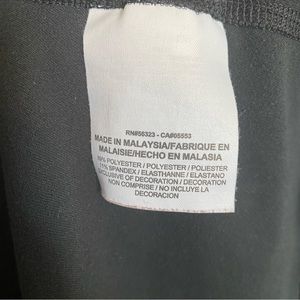 RN#56323 - CA#05553
MADE IN MALAYSIA/FABRIQUE EN
MALAISIE/HECHO EN MALASIA
POLYESTER / POLYESTER / POLIESTER
SPANDEX / ELASTHANNE / ELASTANO
EXCLUSIVE OF DECORATION / DECORATION
NON COMPRISE / NO INCLUYE LA
DECORACION